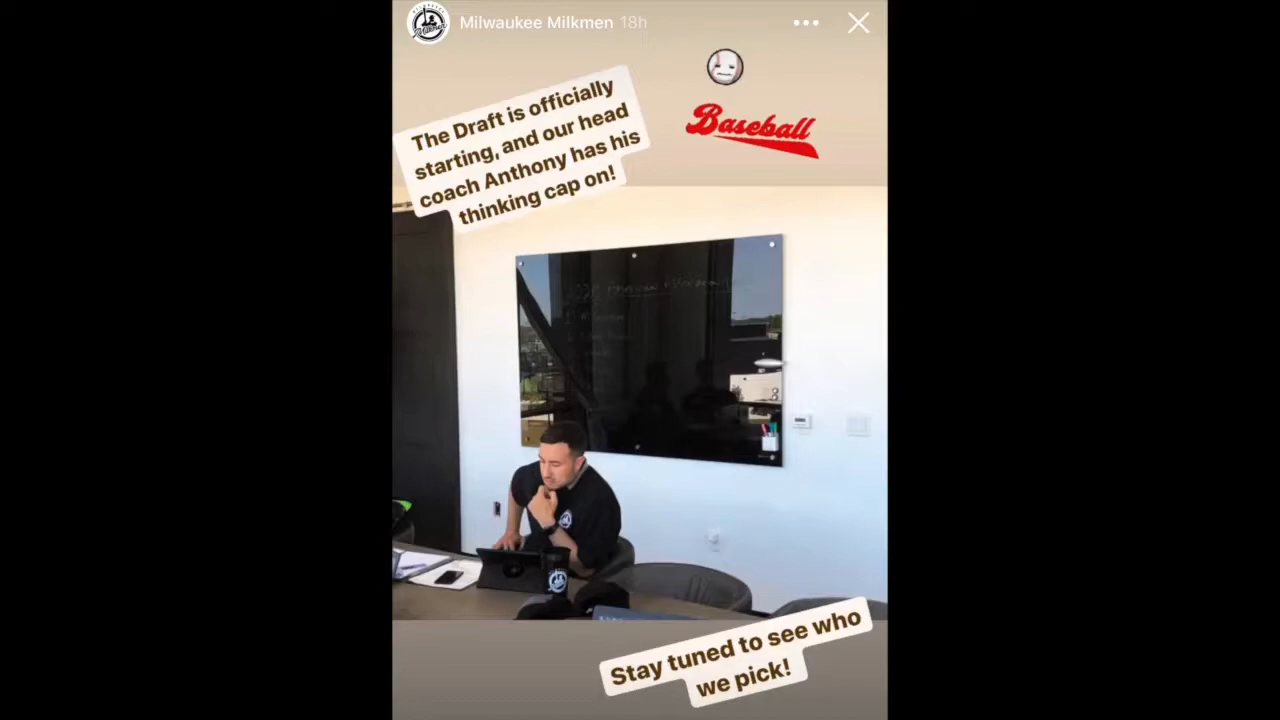 Milwaukee Milkmen 18h
Baseball
The Draft is officially
starting, and our head
coach Anthony has his
thinking cap on!
Stay tuned to see who
we pick!